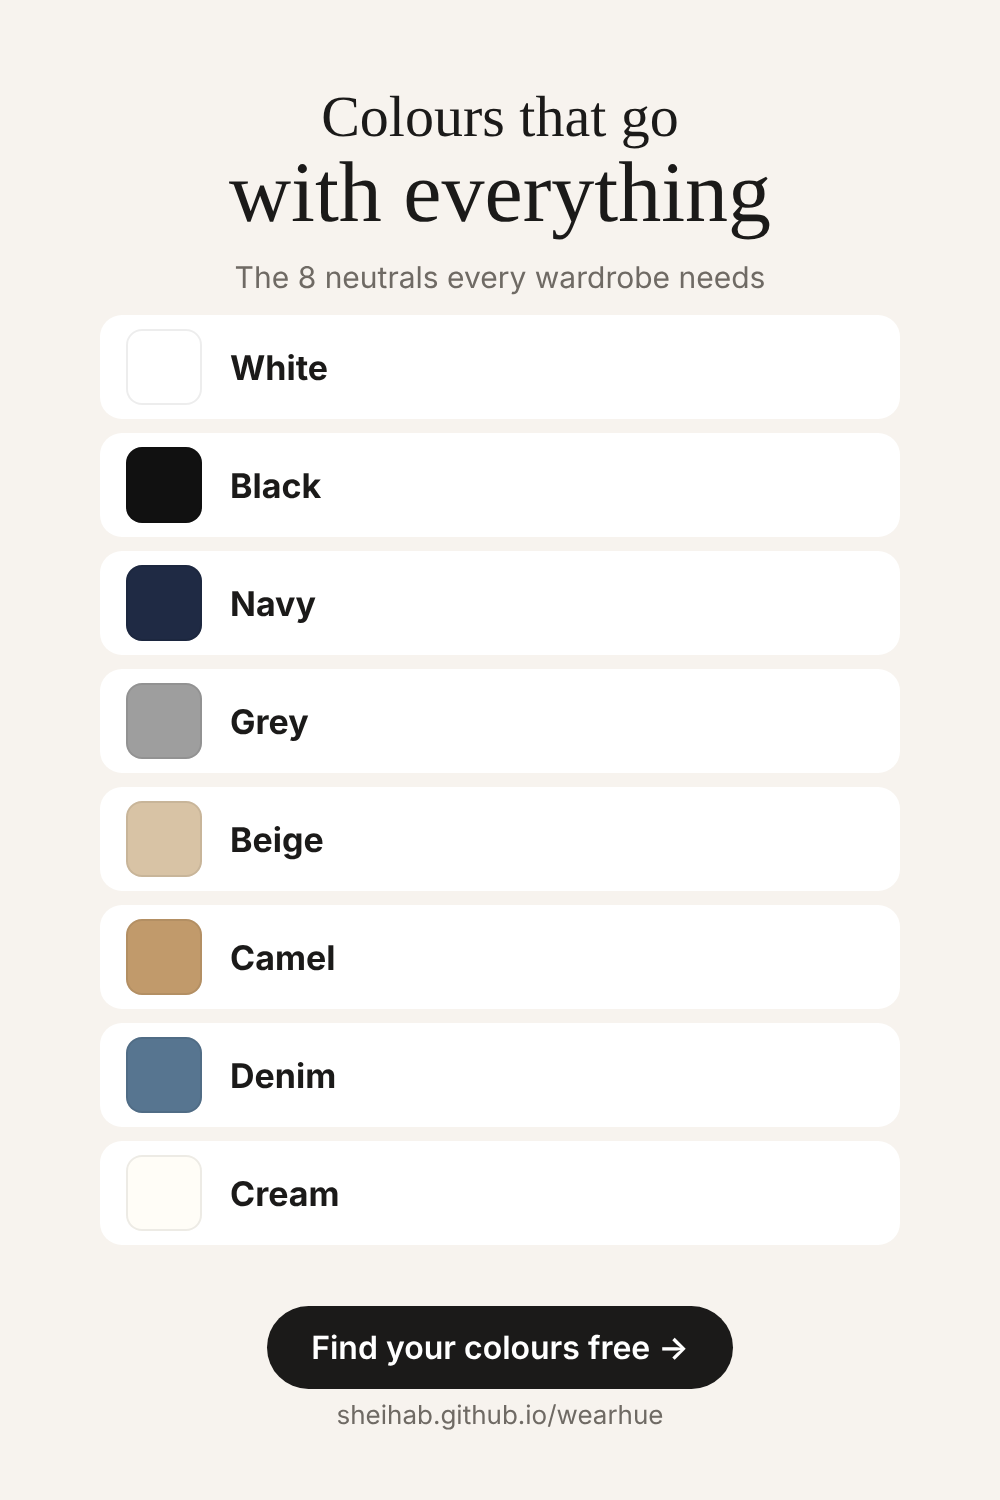 Colours that go
with everything
The 8 neutrals every wardrobe needs
White
Black
Navy
Grey
Beige
Camel
Denim
Cream
Find your colours free →
sheihab.github.io/wearhue